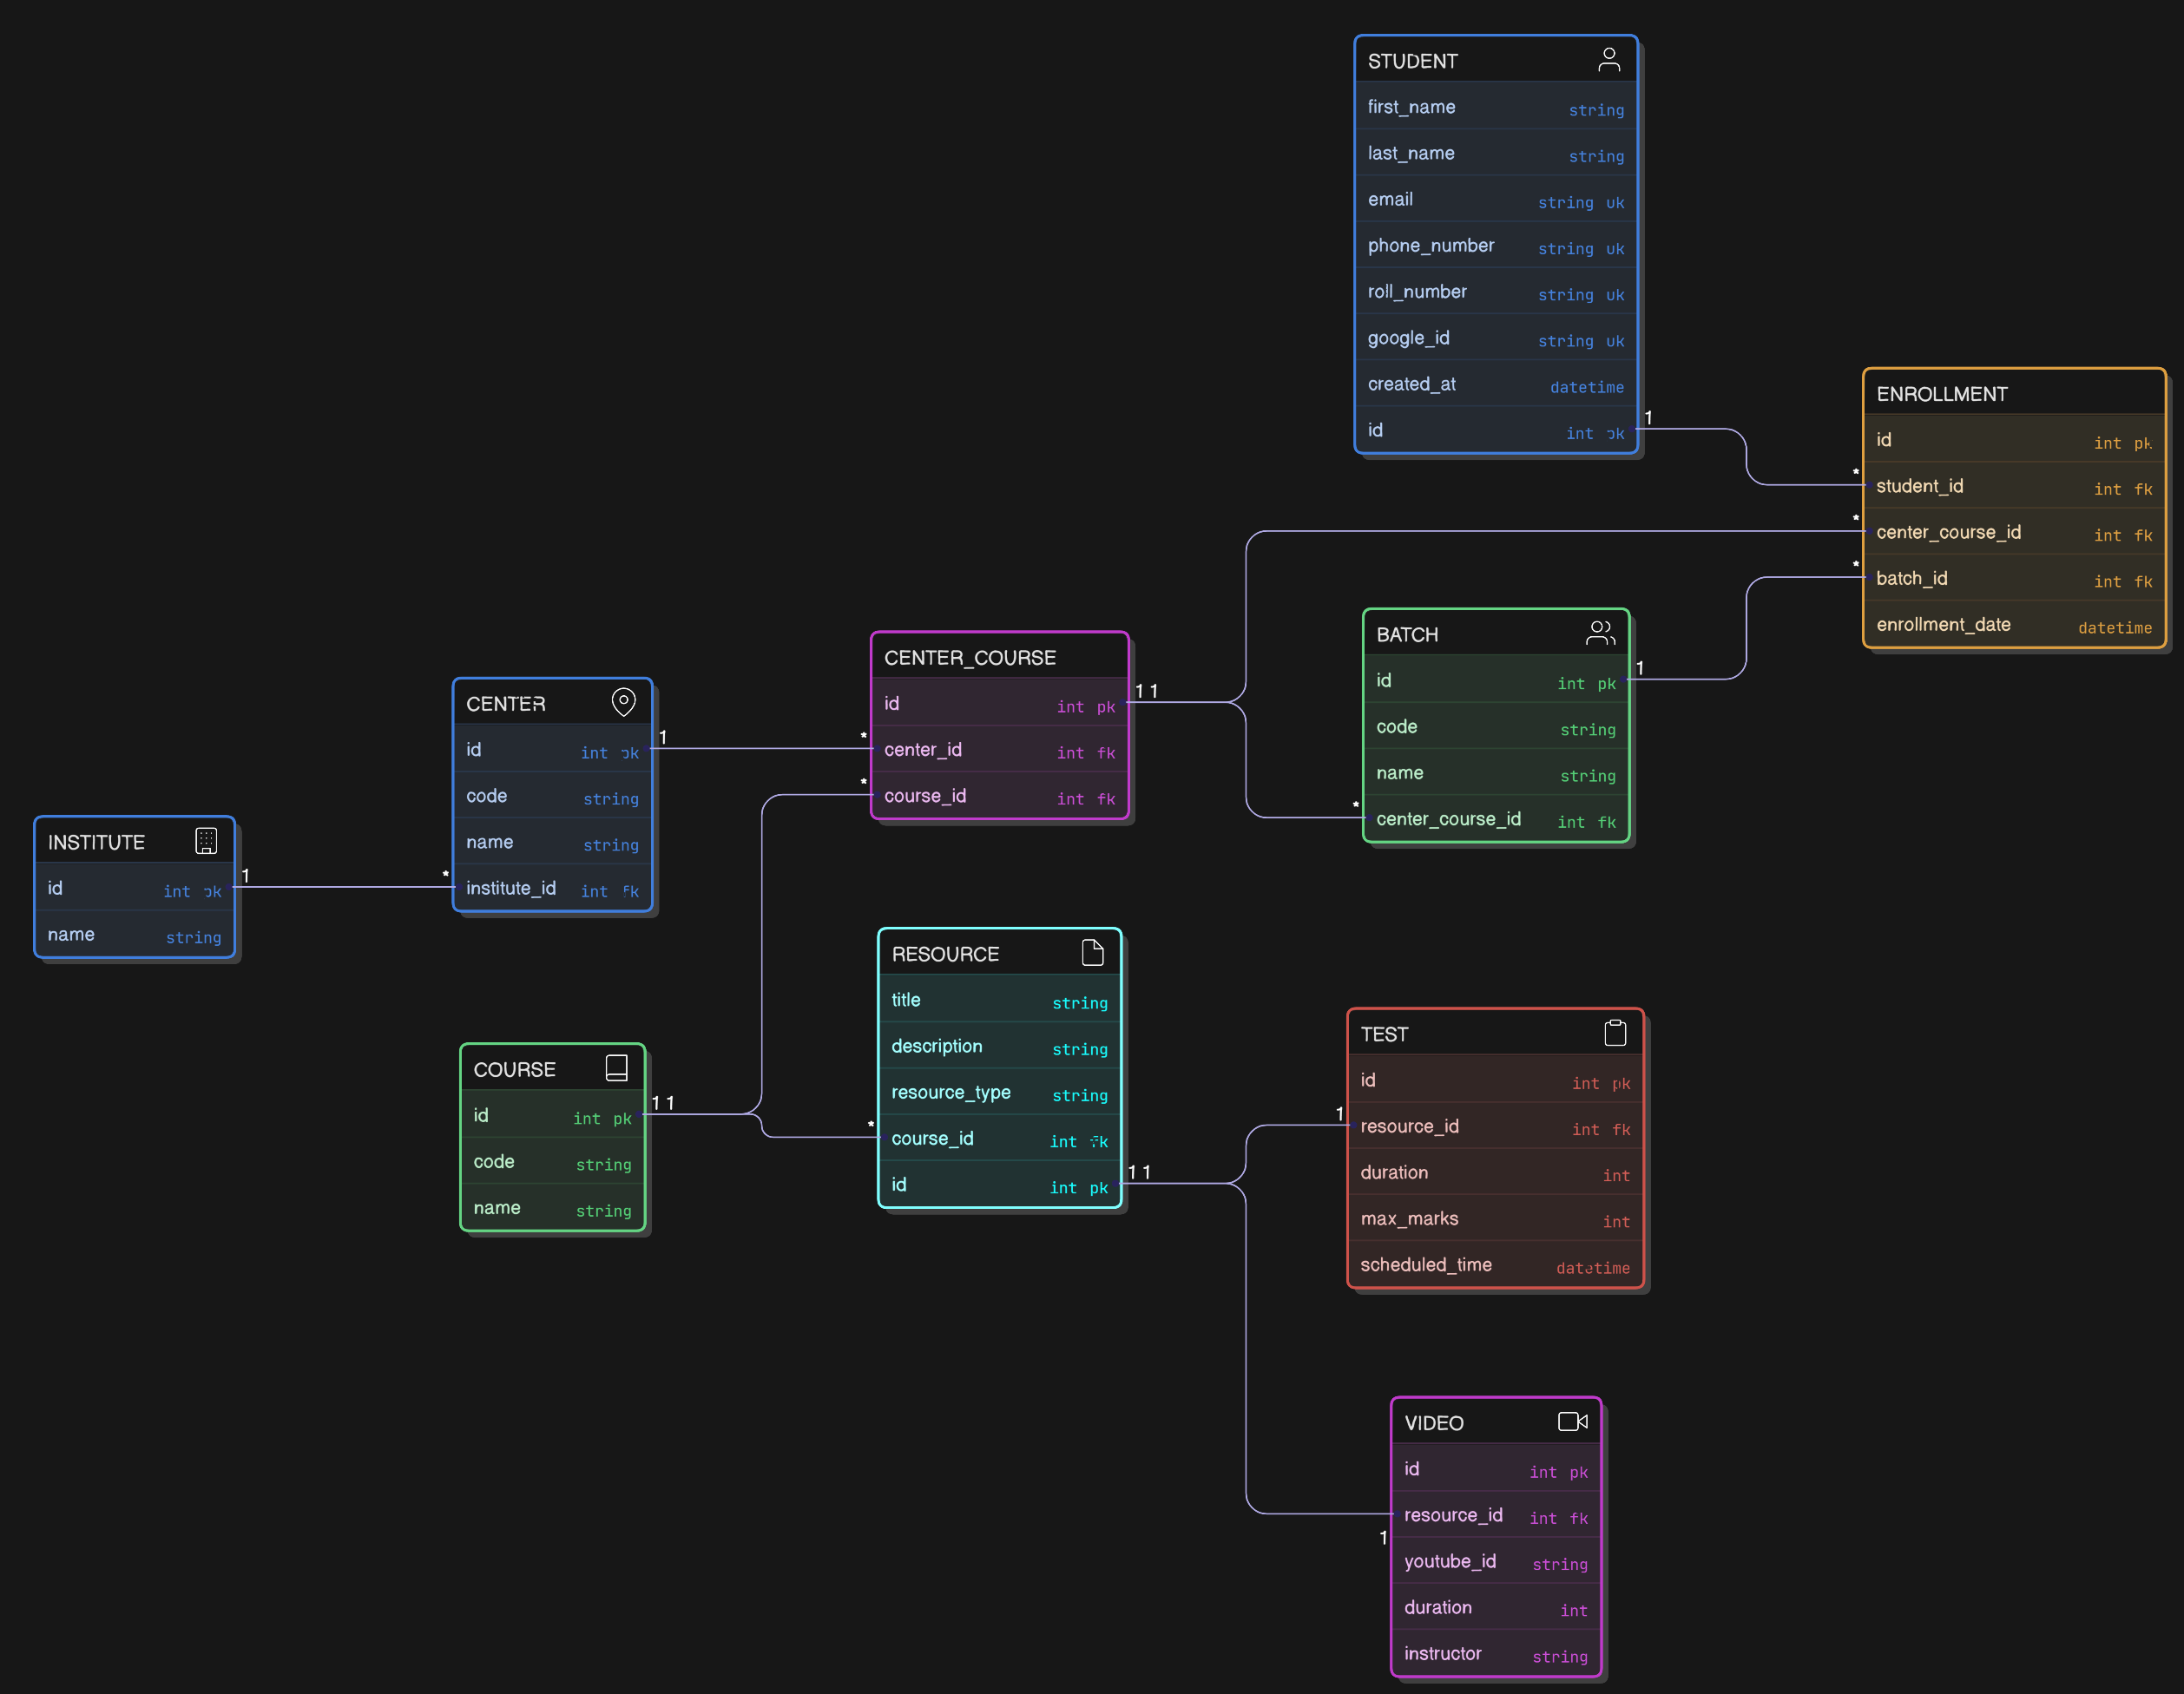 STUDENT
first_name string
last_name string
email string uk
phone_number string uk
roll_number string uk
google_id string uk
created_at datetime
id int pk
1
ENROLLMENT
id int pk
* student_id int fk
* center_course_id int fk
* batch_id int fk
enrollment_date datetime
CENTER_COURSE
id int pk
1 1
* center_id int fk
* course_id int fk
BATCH
id int pk
1
code string
name string
* center_course_id int fk
CENTER
id int pk
1
code string
name string
* institute_id int fk
INSTITUTE
id int pk
1
name string
RESOURCE
title string
description string
resource_type string
* course_id int fk
id int pk
1 1
COURSE
id int pk
1 1
code string
name string
TEST
id int pk
1 resource_id int fk
duration int
max_marks int
scheduled_time datetime
VIDEO
id int pk
resource_id int fk
1
youtube_id string
duration int
instructor string